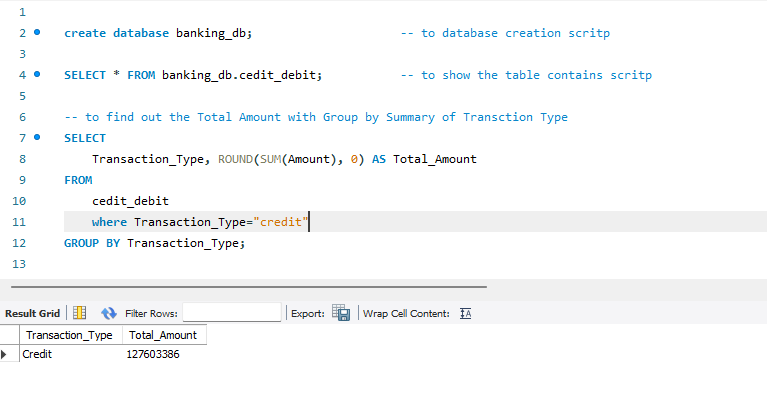 1
2 create database banking_db; -- to database creation scritp
3
4 SELECT * FROM banking_db.cedit_debit; -- to show the table contains scritp
5
6 -- to find out the Total Amount with Group by Summary of Transction Type
7 SELECT
8 Transaction_Type, ROUND(SUM(Amount), 0) AS Total_Amount
9 FROM
10 cedit_debit
11 where Transaction_Type="credit"
12 GROUP BY Transaction_Type;
13
Result Grid Filter Rows: Export: Wrap Cell Content: IA
Transaction_Type Total_Amount
Credit 127603386